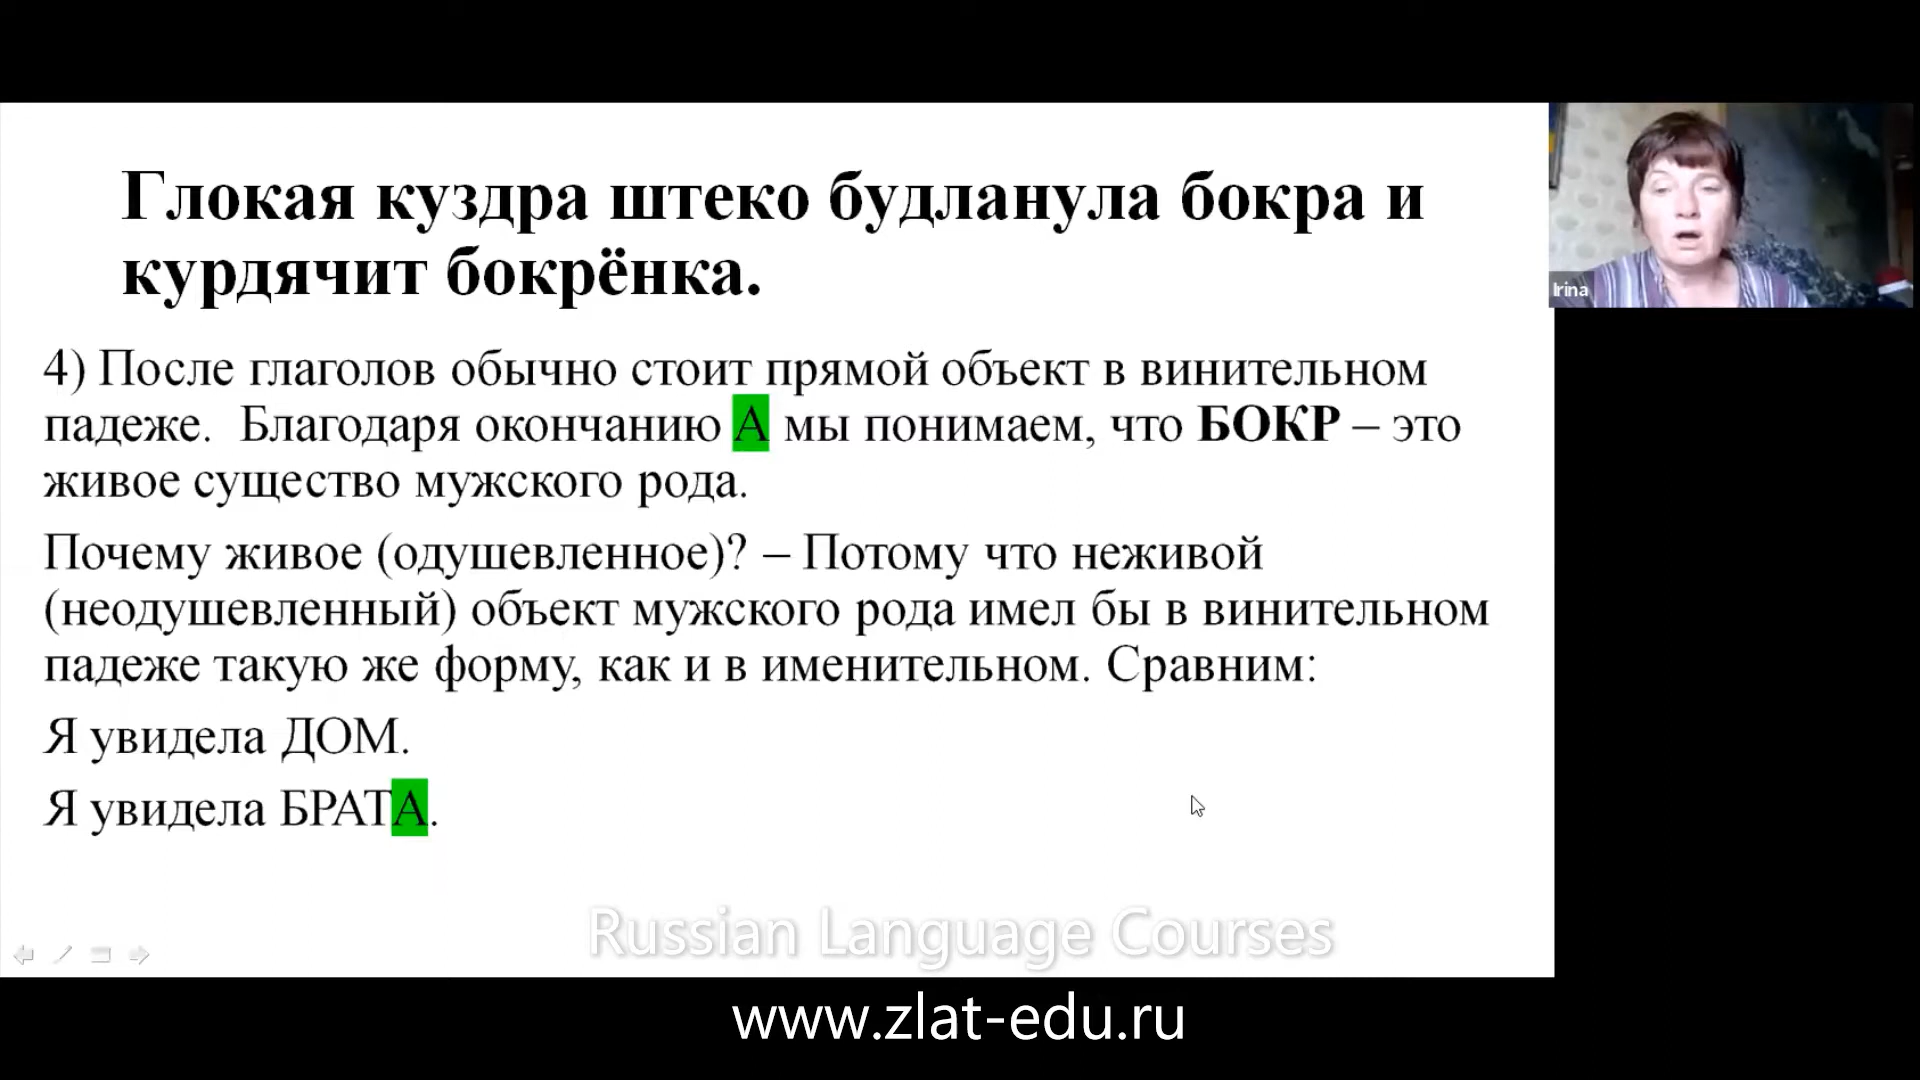 Глокая куздра штеко будланула бокра и
курдячит бокрёнка.
Irina
4) После глаголов обычно стоит прямой объект в винительном
падеже. Благодаря окончанию А мы понимаем, что БОКР – это
живое существо мужского рода.
Почему живое (одушевленное)? – Потому что неживой
(неодушевленный) объект мужского рода имел бы в винительном
падеже такую же форму, как и в именительном. Сравним:
Я увидела ДОМ.
Я увидела БРАТА.
Russian Language Courses
www.zlat-edu.ru